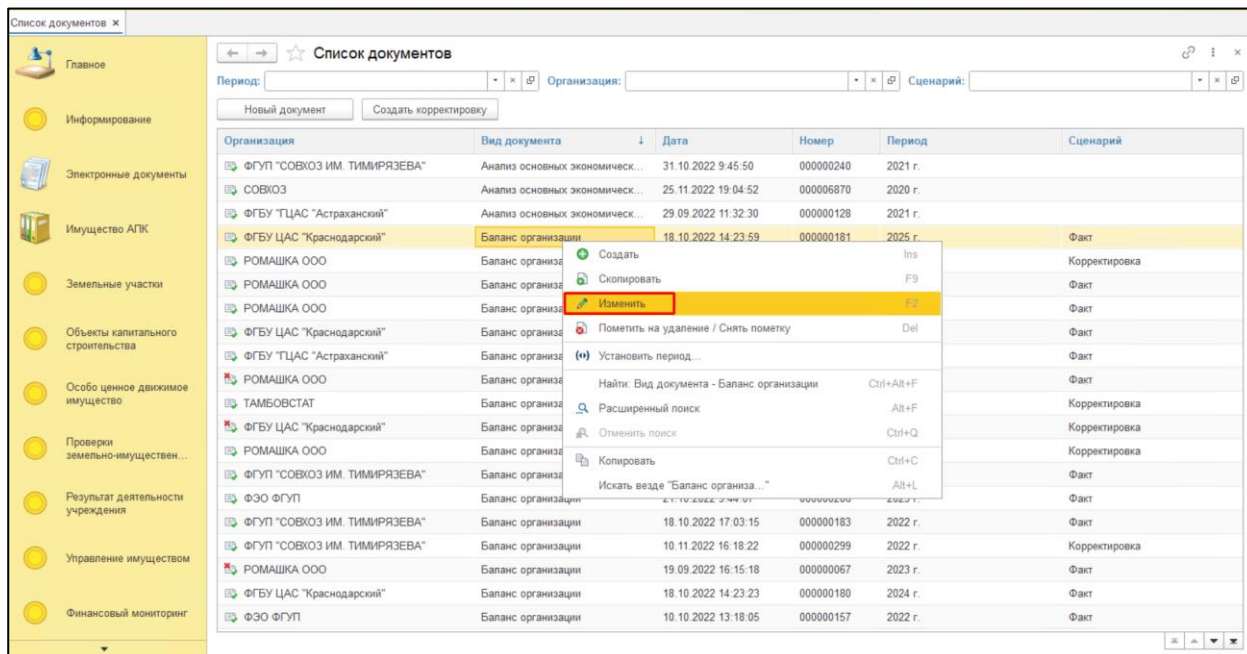 Список документов ×
Главное
Информирование
Электронные документы
Имущество АПК
Земельные участки
Объекты капитального
строительства
Особо ценное движимое
имущество
Проверки
земельно-имуществен...
Результат деятельности
учреждения
Управление имуществом
Финансовый мониторинг
Список документов
Период: Организация: Сценарий:
Новый документ Создать корректировку
Организация Вид документа ↓ Дата Номер Период Сценарий
ФГУП "СОВХОЗ ИМ. ТИМИРЯЗЕВА" Анализ основных экономическ... 31.10.2022 9:45:50 000000240 2021 г.
СОВХОЗ Анализ основных экономическ... 25.11.2022 19:04:52 000006870 2020 г.
ФГБУ "ГЦАС "Астраханский" Анализ основных экономическ... 29.09.2022 11:32:30 000000128 2021 г.
ФГБУ ЦАС "Краснодарский" Баланс организации 18.10.2022 14:23:59 000000181 2025 г. Факт
РОМАШКА ООО Баланс организа Корректировка
РОМАШКА ООО Баланс организа Факт
РОМАШКА ООО Баланс организа Факт
ФГБУ ЦАС "Краснодарский" Баланс организа Факт
ФГБУ "ГЦАС "Астраханский" Баланс организа Факт
РОМАШКА ООО Баланс организа Факт
ТАМБОВСТАТ Баланс организа Корректировка
ФГБУ ЦАС "Краснодарский" Баланс организа Корректировка
РОМАШКА ООО Баланс организа Корректировка
ФГУП "СОВХОЗ ИМ. ТИМИРЯЗЕВА" Баланс организа Факт
ФЭО ФГУП Баланс организации Факт
ФГУП "СОВХОЗ ИМ. ТИМИРЯЗЕВА" Баланс организации 18.10.2022 17:03:15 000000183 2022 г. Факт
ФГУП "СОВХОЗ ИМ. ТИМИРЯЗЕВА" Баланс организации 10.11.2022 16:18:22 000000299 2022 г. Корректировка
РОМАШКА ООО Баланс организации 19.09.2022 16:15:18 000000067 2023 г. Факт
ФГБУ ЦАС "Краснодарский" Баланс организации 18.10.2022 14:23:23 000000180 2024 г. Факт
ФЭО ФГУП Баланс организации 10.10.2022 13:18:05 000000157 2022 г. Факт
Создать Ins
Скопировать F9
Изменить F2
Пометить на удаление / Снять пометку Del
Установить период...
Найти: Вид документа - Баланс организации Ctrl+Alt+F
Расширенный поиск Alt+F
Отменить поиск Ctrl+Q
Копировать Ctrl+C
Искать везде "Баланс организа..." Alt+L